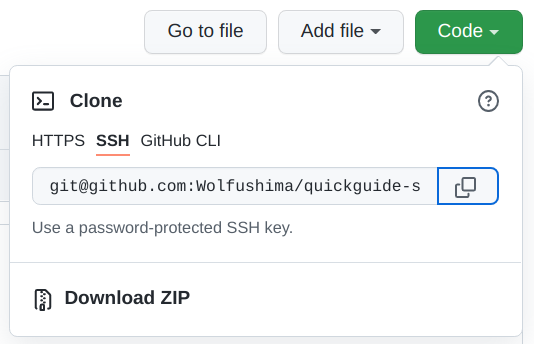 Go to file Add file Code
Clone
HTTPS SSH GitHub CLI
git@github.com:Wolfushima/quickguide-s
Use a password-protected SSH key.
Download ZIP